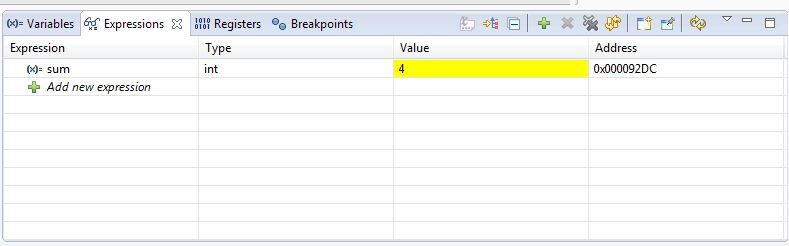 (x)= Variables Expressions Registers Breakpoints
Expression Type Value Address
(x)= sum int 4 0x000092DC
Add new expression